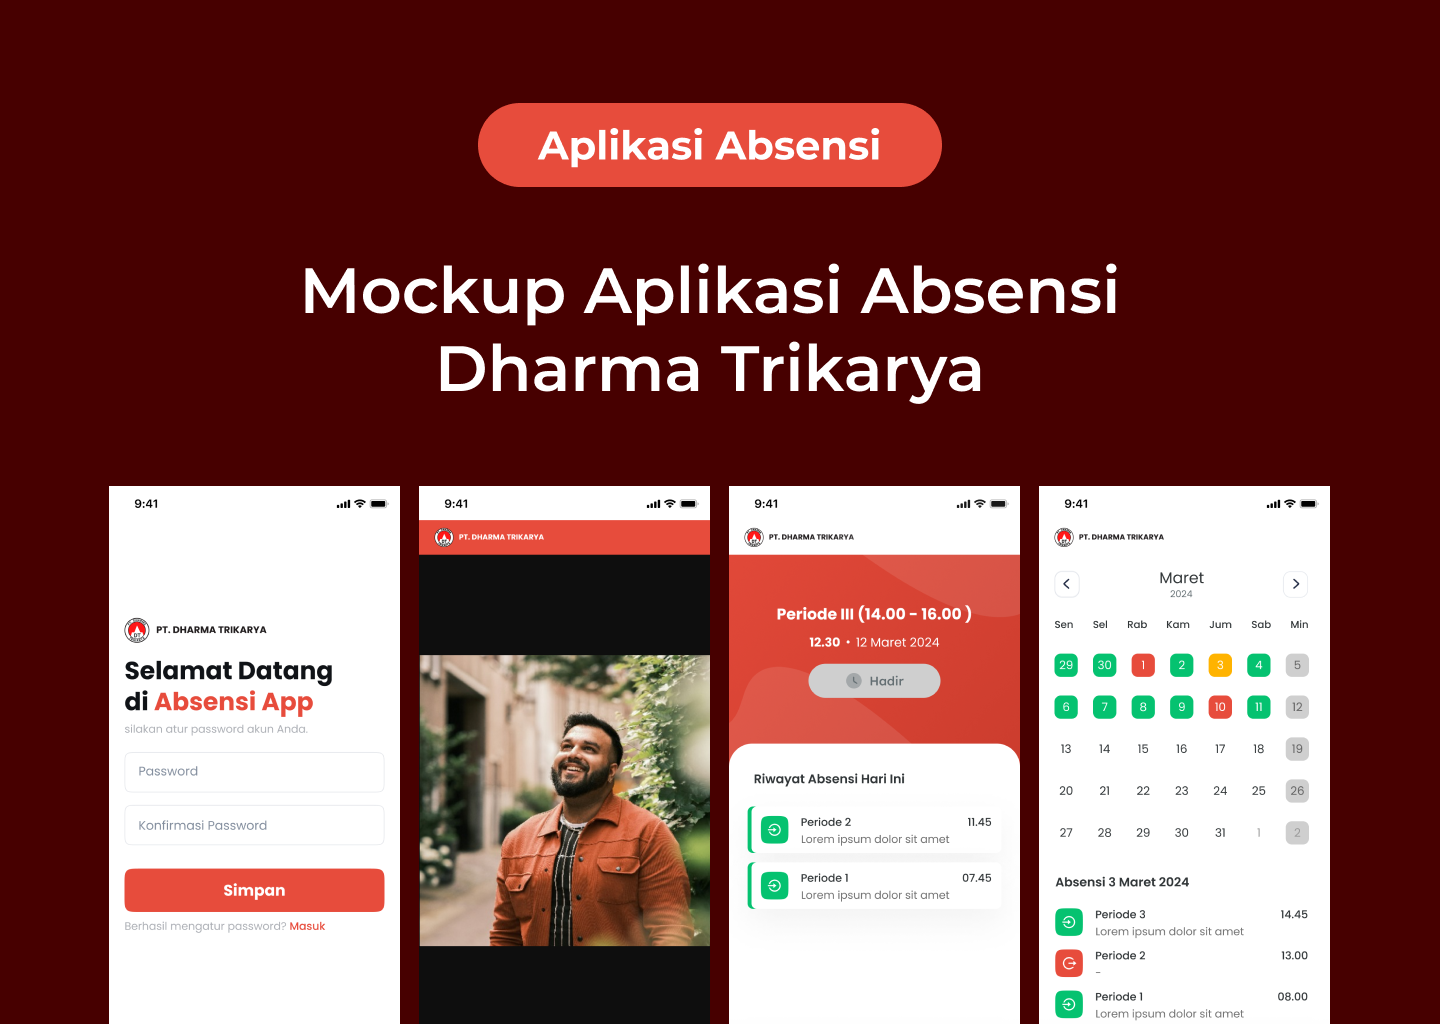 Aplikasi Absensi
Mockup Aplikasi Absensi
Dharma Trikarya
9:41
PT. DHARMA TRIKARYA
Selamat Datang
di Absensi App
silakan atur password akun Anda.
Password
Konfirmasi Password
Simpan
Berhasil mengatur password? Masuk
9:41
PT. DHARMA TRIKARYA
9:41
PT. DHARMA TRIKARYA
Periode III (14.00 - 16.00 )
12.30 • 12 Maret 2024
Hadir
Riwayat Absensi Hari Ini
Periode 2 11.45
Lorem ipsum dolor sit amet
Periode 1 07.45
Lorem ipsum dolor sit amet
9:41
PT. DHARMA TRIKARYA
Maret
2024
Sen Sel Rab Kam Jum Sab Min
29 30 1 2 3 4 5
6 7 8 9 10 11 12
13 14 15 16 17 18 19
20 21 22 23 24 25 26
27 28 29 30 31 1 2
Absensi 3 Maret 2024
Periode 3 14.45
Lorem ipsum dolor sit amet
Periode 2 13.00
-
Periode 1 08.00
Lorem ipsum dolor sit amet